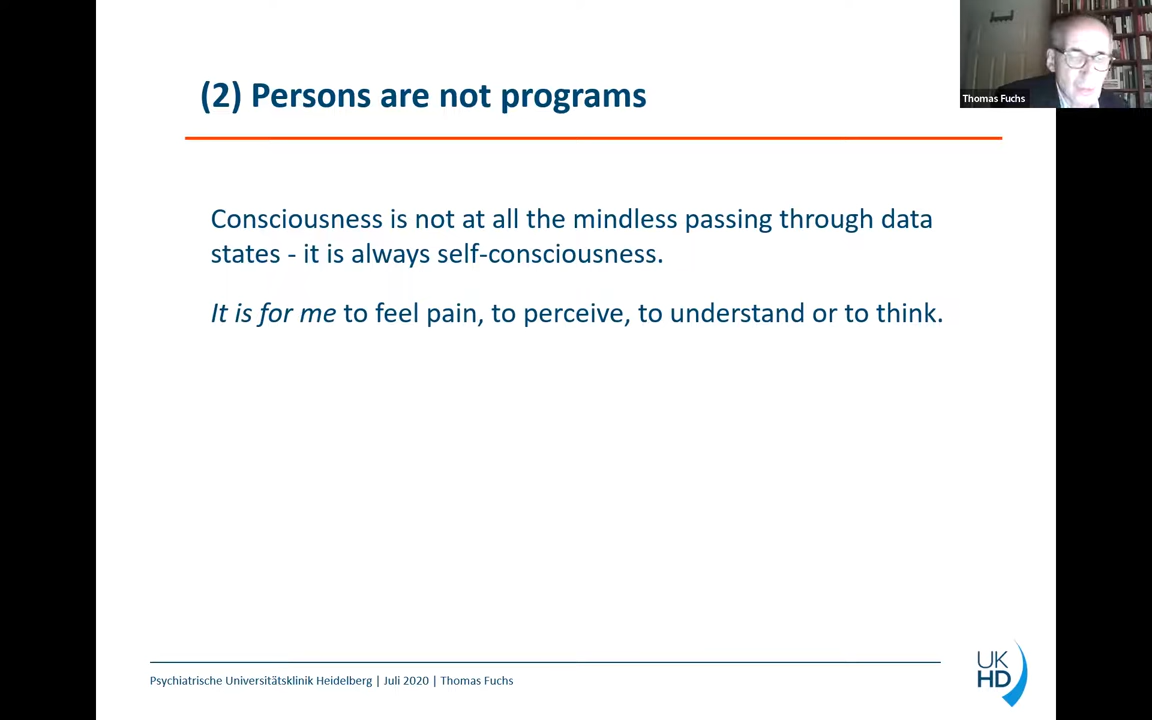 Thomas Fuchs
(2) Persons are not programs
Consciousness is not at all the mindless passing through data
states - it is always self-consciousness.
It is for me to feel pain, to perceive, to understand or to think.
Psychiatrische Universitätsklinik Heidelberg | Juli 2020 | Thomas Fuchs
UK
HD